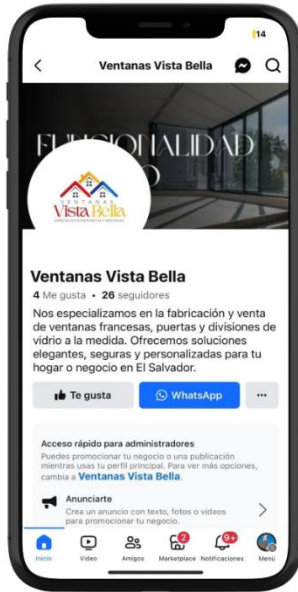 14
Ventanas Vista Bella
FUNCIONALIDAD
VENTANAS
Vista Bella
Ventanas Vista Bella
4 Me gusta • 26 seguidores
Nos especializamos en la fabricación y venta
de ventanas francesas, puertas y divisiones de
vidrio a la medida. Ofrecemos soluciones
elegantes, seguras y personalizadas para tu
hogar o negocio en El Salvador.
Te gusta
WhatsApp
Acceso rápido para administradores
Puedes promocionar tu negocio o una publicación
mientras usas tu perfil principal. Para ver más opciones,
cambia a Ventanas Vista Bella.
Anunciarte
Crea un anuncio con texto, fotos o videos
para promocionar tu negocio.
2
9+
Inicio
Video
Amigos
Marketplace
Notificaciones
Menú